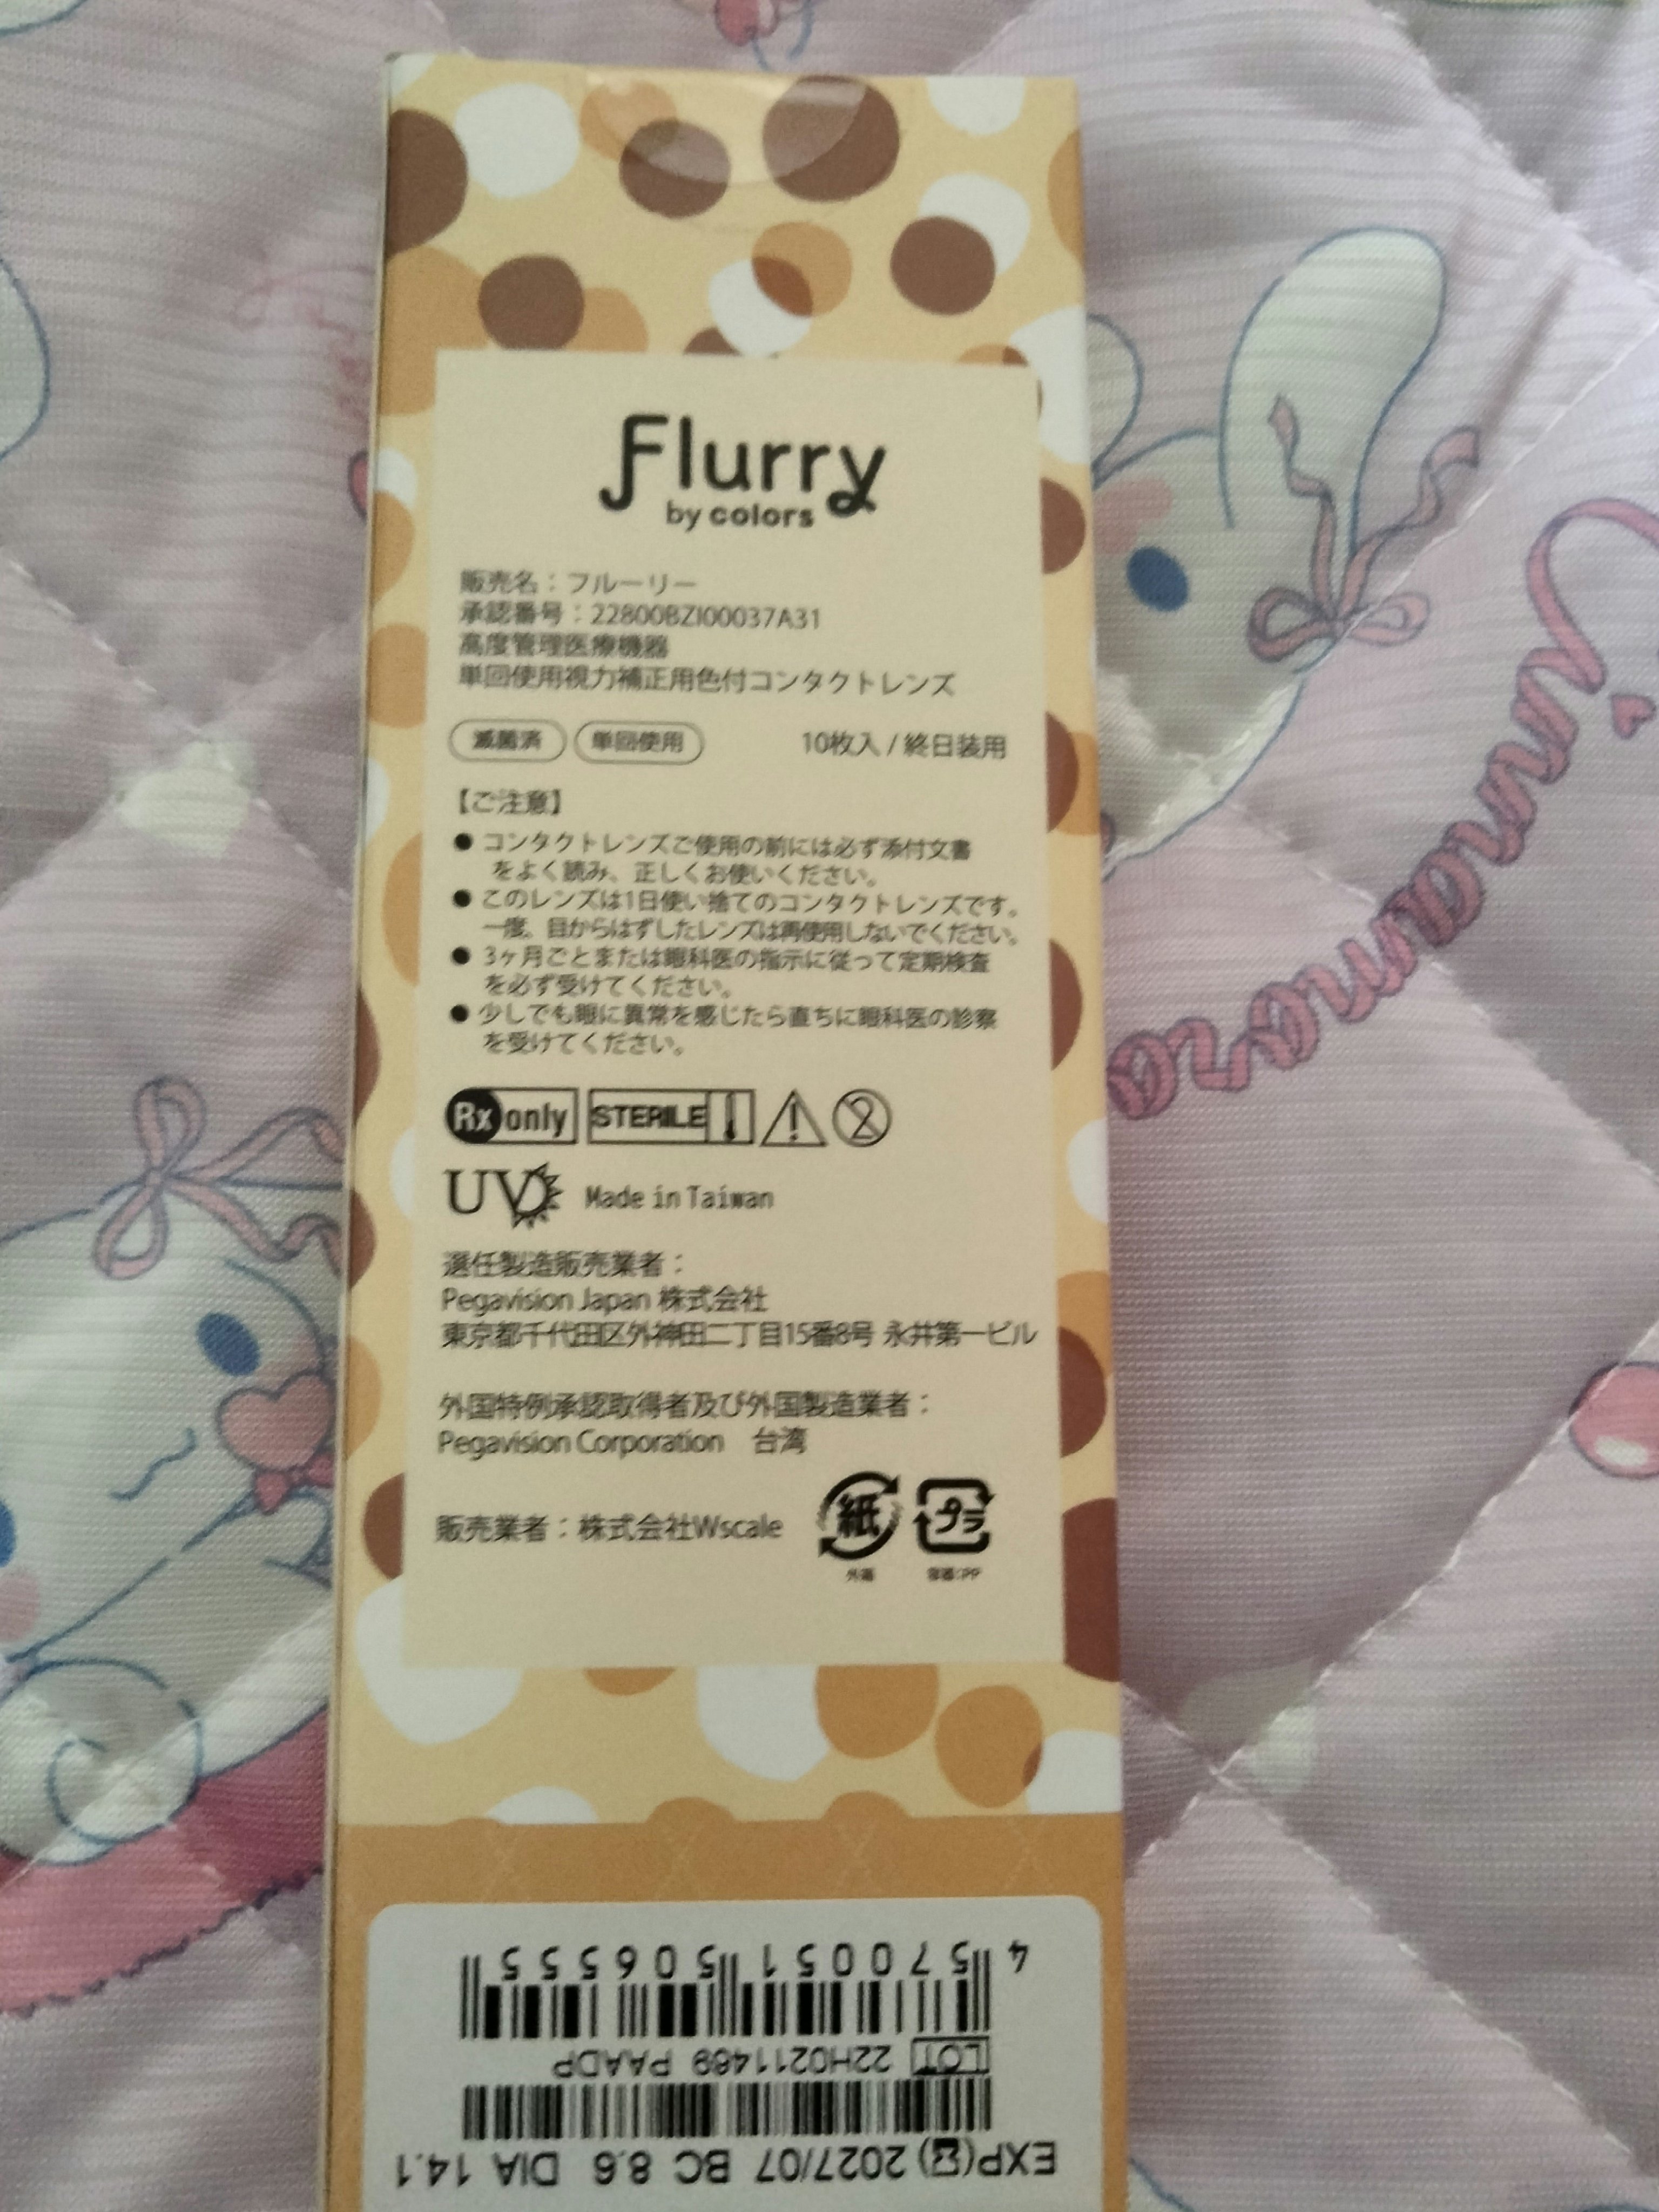 Flurry
by colors
販売名：フルーリー
承認番号：22800BZI00037A31
高度管理医療機器
単回使用視力補正用色付コンタクトレンズ
滅菌済 単回使用 10枚入 / 終日装用
【ご注意】
● コンタクトレンズご使用の前には必ず添付文書
をよく読み、正しくお使いください。
● このレンズは1日使い捨てのコンタクトレンズです。
一度、目からはずしたレンズは再使用しないでください。
● 3ヶ月ごとまたは眼科医の指示に従って定期検査
を必ず受けてください。
● 少しでも眼に異常を感じたら直ちに眼科医の診察
を受けてください。
Rx only STERILE 2
UV Made in Taiwan
選任製造販売業者：
Pegavision Japan 株式会社
東京都千代田区外神田二丁目15番8号 永井第一ビル
外国特例承認取得者及び外国製造業者：
Pegavision Corporation 台湾
販売業者：株式会社Wscale
紙 プラ
外箱 容器:PP
4 570051 506555
LOT 22H0211469 PAADP
EXP 2027/07 BC 8.6 DIA 14.1
Cinnamoro